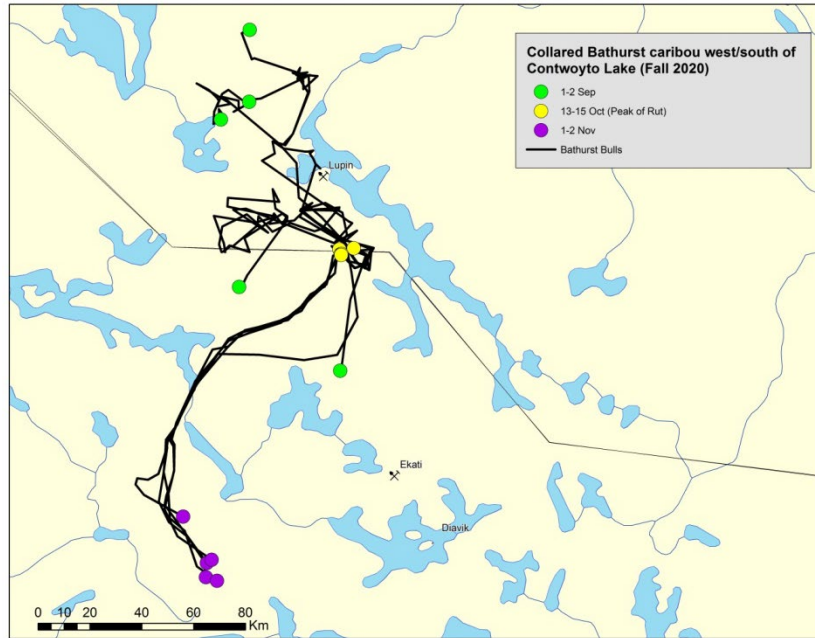 Collared Bathurst caribou west/south of
Contwoyto Lake (Fall 2020)
1-2 Sep
13-15 Oct (Peak of Rut)
1-2 Nov
Bathurst Bulls
Lupin
Ekati
Diavik
0 5 10 20 40 60 80
Km